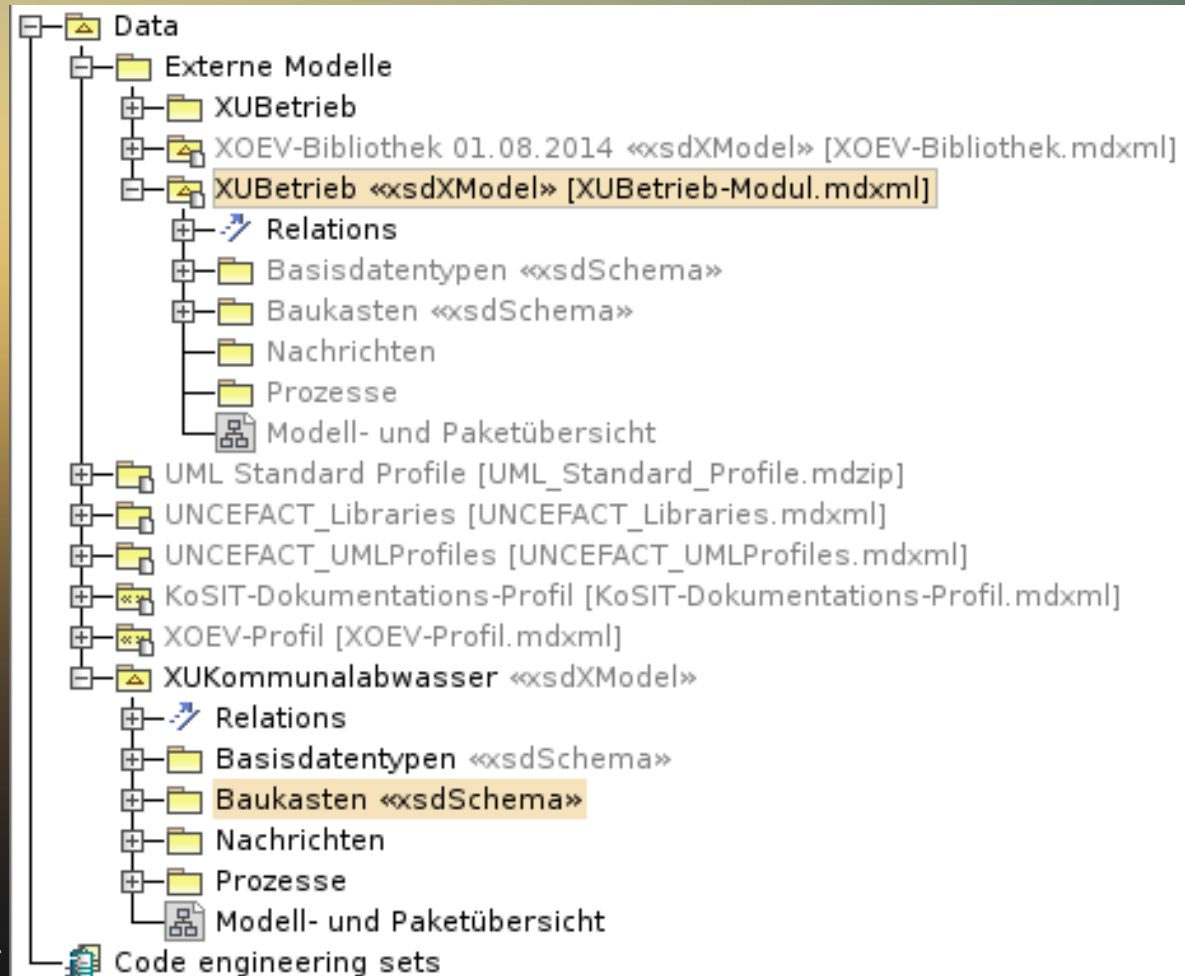 Data
Externe Modelle
XUBetrieb
XOEV-Bibliothek 01.08.2014 «xsdXModel» [XOEV-Bibliothek.mdxml]
XUBetrieb «xsdXModel» [XUBetrieb-Modul.mdxml]
Relations
Basisdatentypen «xsdSchema»
Baukasten «xsdSchema»
Nachrichten
Prozesse
Modell- und Paketübersicht
UML Standard Profile [UML_Standard_Profile.mdzip]
UNCEFACT_Libraries [UNCEFACT_Libraries.mdxml]
UNCEFACT_UMLProfiles [UNCEFACT_UMLProfiles.mdxml]
KoSIT-Dokumentations-Profil [KoSIT-Dokumentations-Profil.mdxml]
XOEV-Profil [XOEV-Profil.mdxml]
XUKommunalabwasser «xsdXModel»
Relations
Basisdatentypen «xsdSchema»
Baukasten «xsdSchema»
Nachrichten
Prozesse
Modell- und Paketübersicht
Code engineering sets